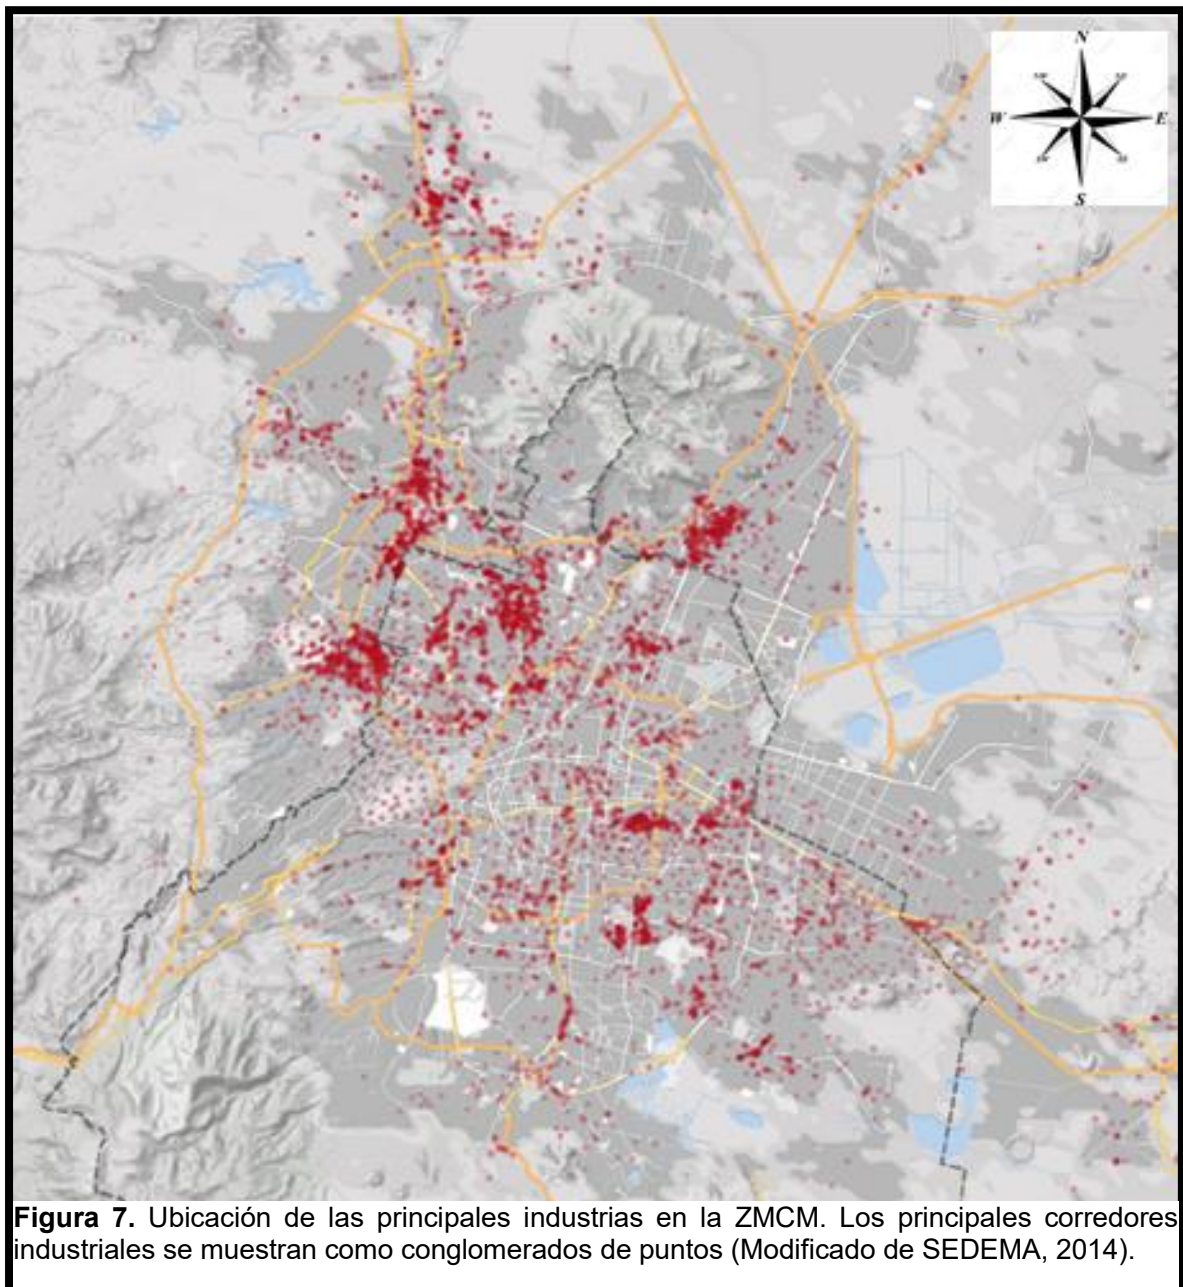 N
W
E
S
Figura 7. Ubicación de las principales industrias en la ZMCM. Los principales corredores
industriales se muestran como conglomerados de puntos (Modificado de SEDEMA, 2014).